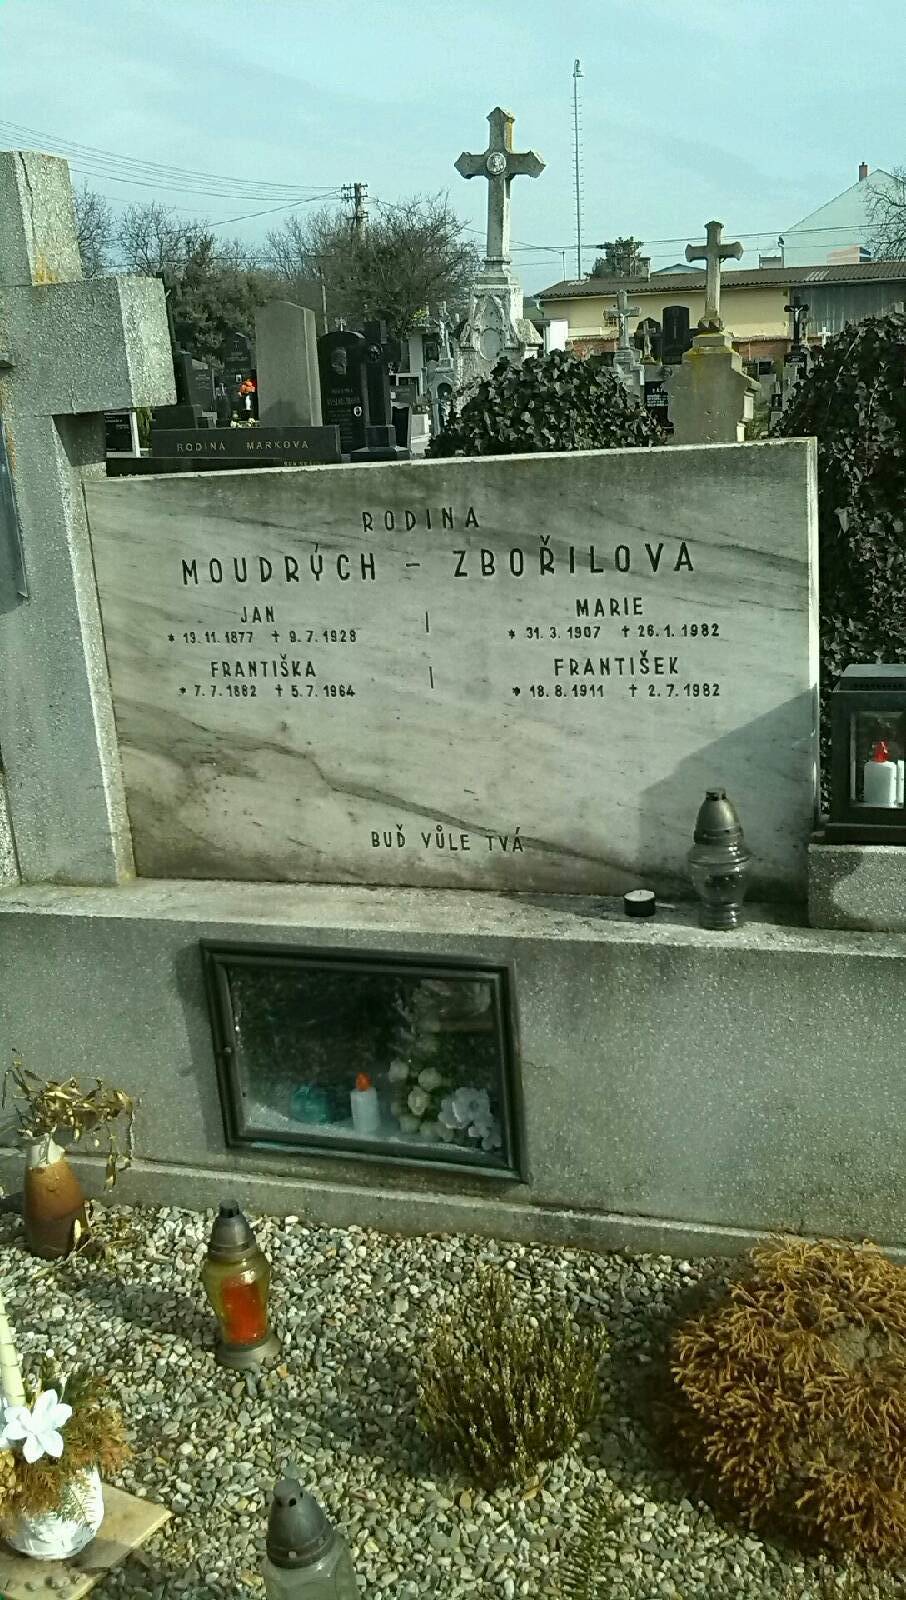 RODINA MARKOVA
RODINA
MOUDRÝCH - ZBOŘILOVA
JAN
* 13.11.1877 † 9.7.1928
FRANTIŠKA
* 7.7.1882 † 5.7.1964
MARIE
* 31.3.1907 † 26.1.1982
FRANTIŠEK
* 18.8.1911 † 2.7.1982
BUĎ VŮLE TVÁ